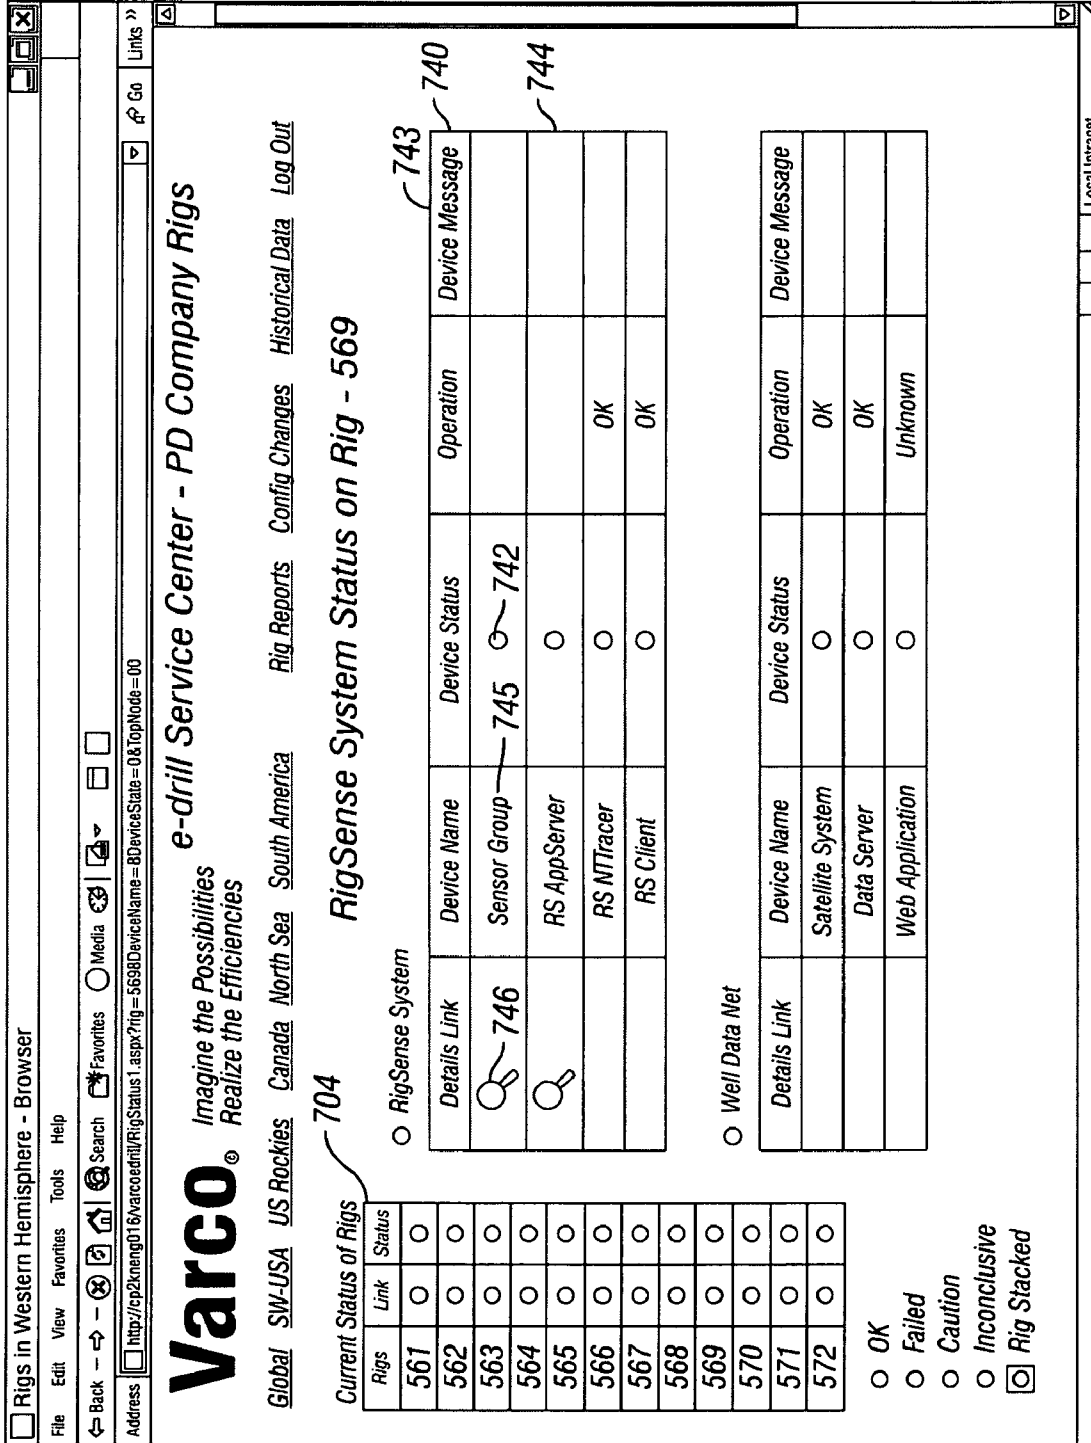 Rigs in Western Hemisphere - Browser
File Edit View Favorites Tools Help
Back Search Favorites Media
Address http://cp2kneng016/varcoedrill/RigStatus1.aspx?rig=5698DeviceName=8DeviceState=0&TopNode=00 Go Links »
Varco® Imagine the Possibilities
Realize the Efficiencies
e-drill Service Center - PD Company Rigs
Global SW-USA US Rockies Canada North Sea South America Rig Reports Config Changes Historical Data Log Out
704
RigSense System Status on Rig - 569
Current Status of Rigs
Rigs Link Status
561
562
563
564
565
566
567
568
569
570
571
572
OK
Failed
Caution
Inconclusive
Rig Stacked
RigSense System
743
740
Details Link Device Name Device Status Operation Device Message
746 Sensor Group 745 742
744
RS AppServer
RS NTTracer OK
RS Client OK
Well Data Net
Details Link Device Name Device Status Operation Device Message
Satellite System OK
Data Server OK
Web Application Unknown
Local Intranet